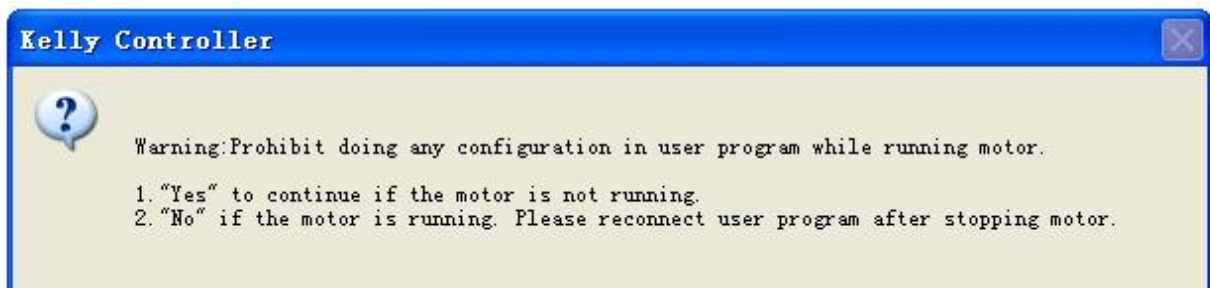 Kelly Controller
Warning:Prohibit doing any configuration in user program while running motor.
1."Yes" to continue if the motor is not running.
2."No" if the motor is running. Please reconnect user program after stopping motor.